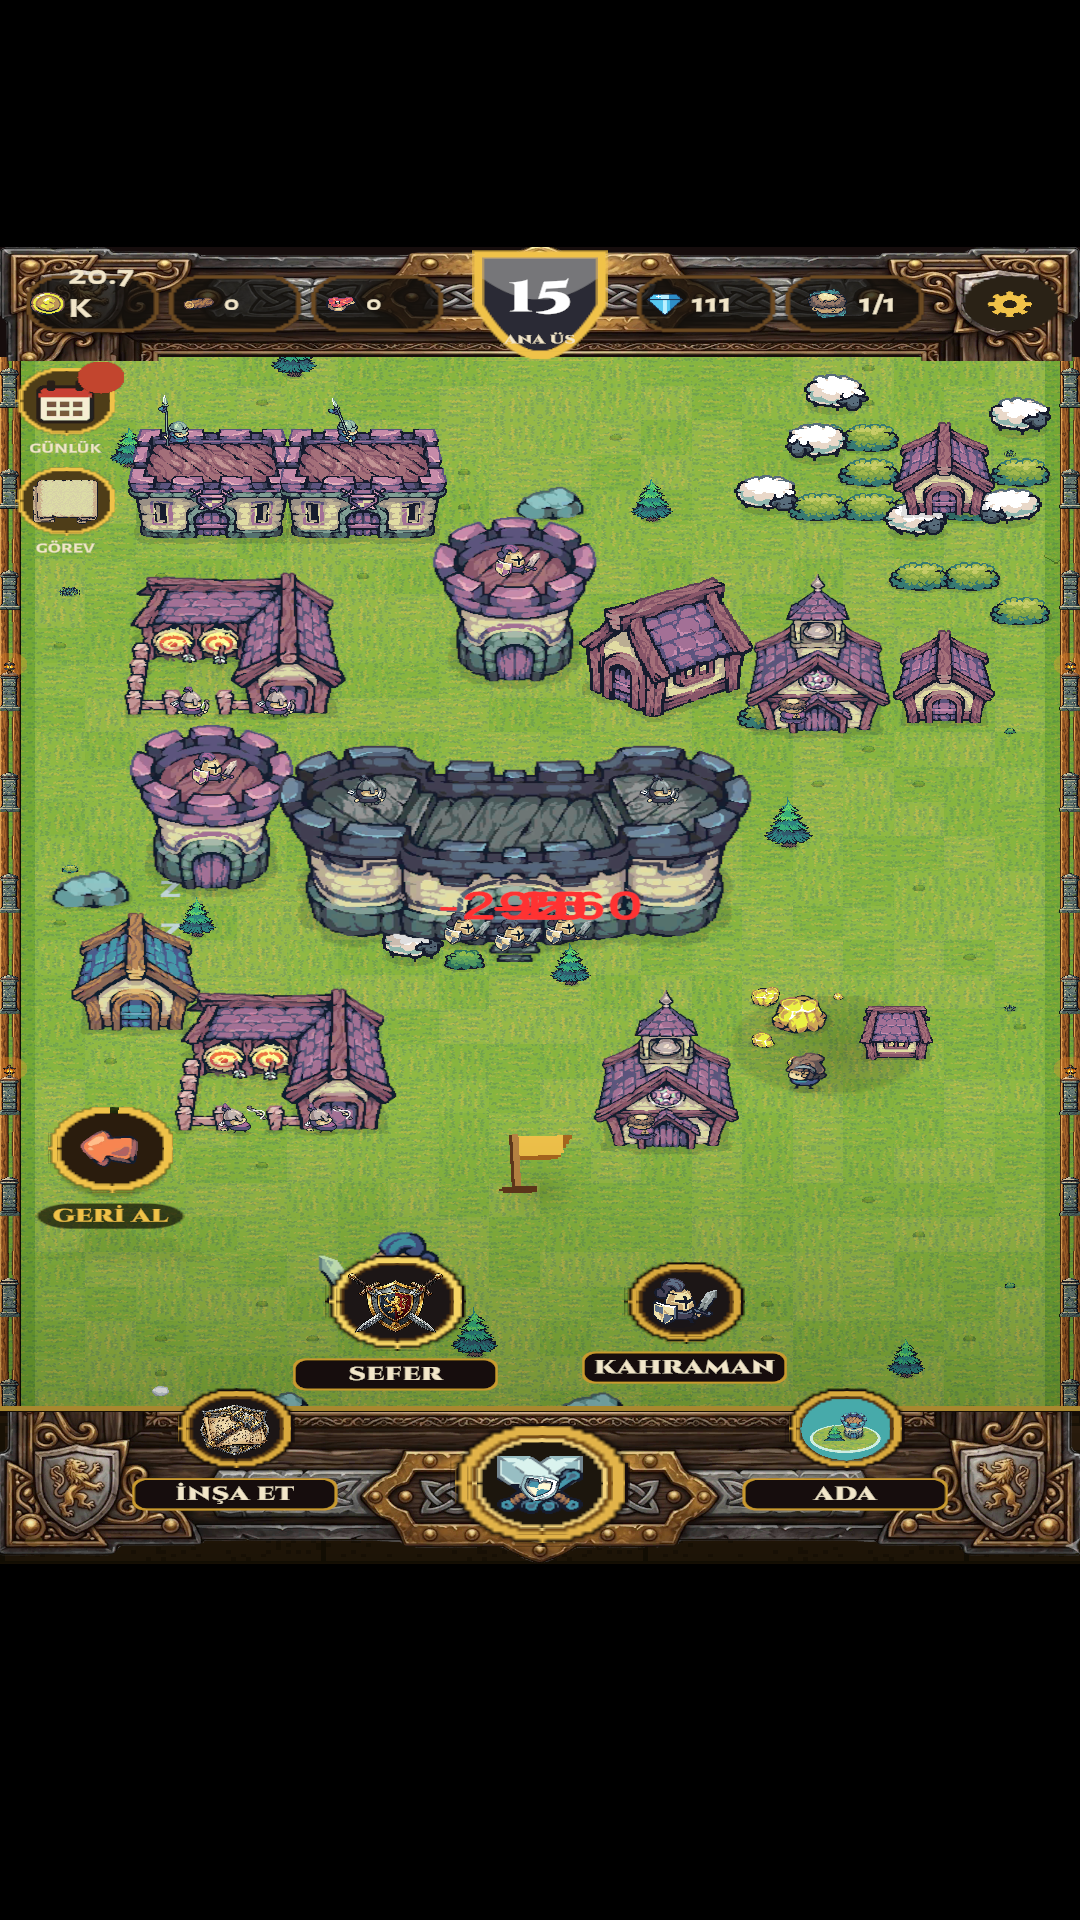 20.7
K
0
0
15
ANA ÜS
111
1/1
GÜNLÜK
GÖREV
Z
Z
GERİ AL
SEFER
KAHRAMAN
İNŞA ET
ADA